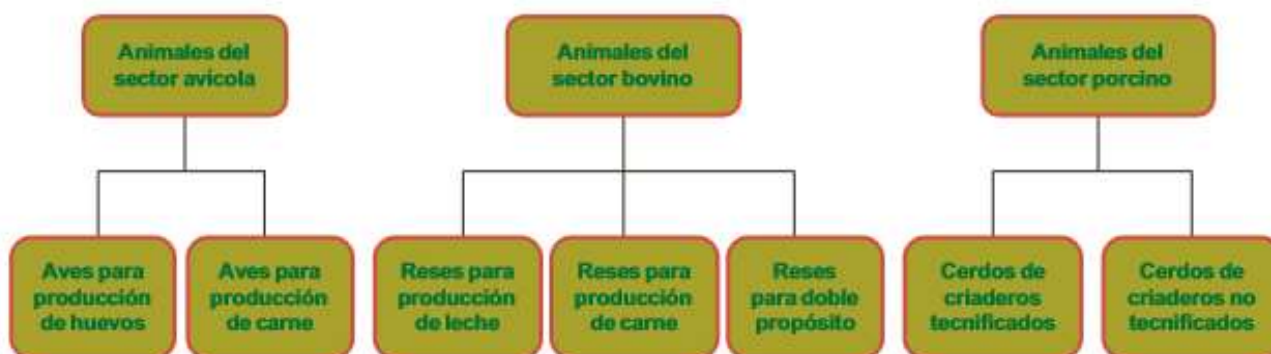 Animales del
sector avícola
Animales del
sector bovino
Animales del
sector porcino
Aves para
producción
de huevos
Aves para
producción
de carne
Reses para
producción
de leche
Reses para
producción
de carne
Reses
para doble
propósito
Cerdos de
criaderos
tecnificados
Cerdos de
criaderos no
tecnificados